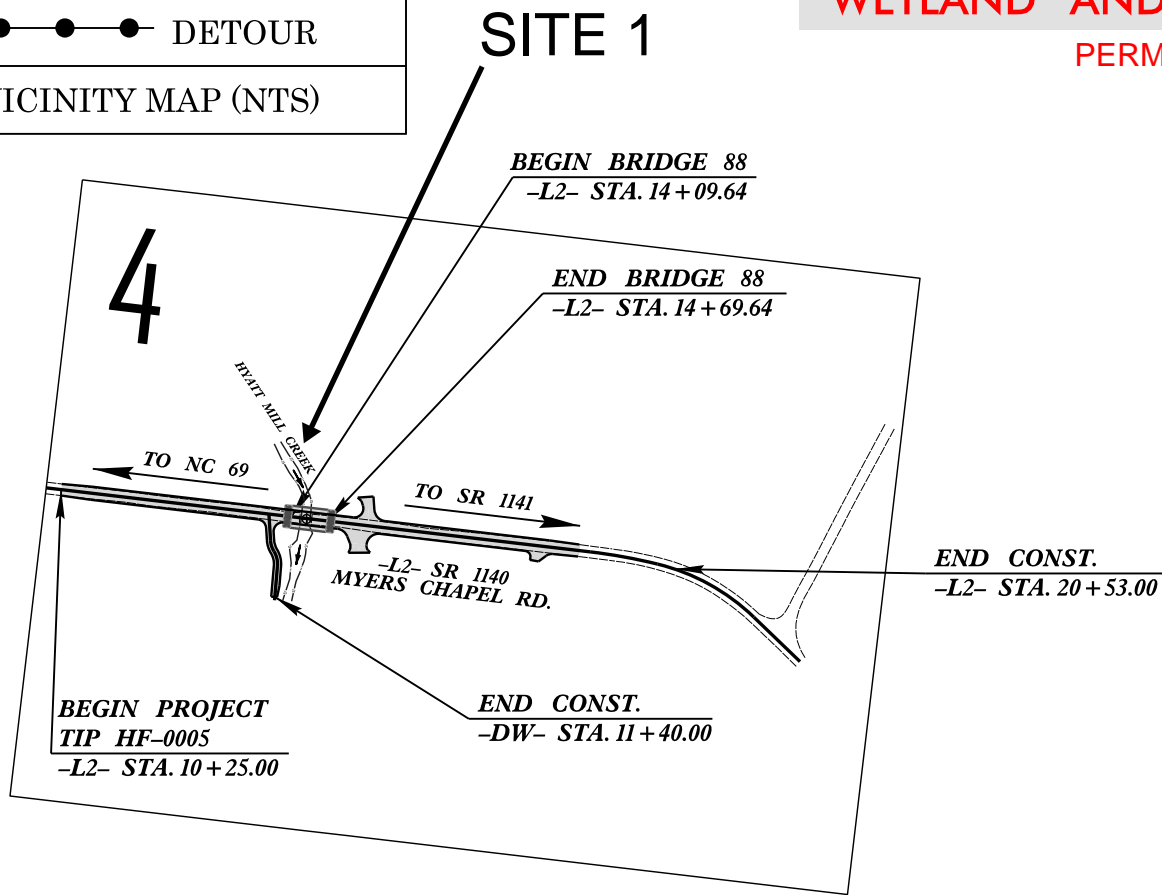 DETOUR
VICINITY MAP (NTS)
SITE 1
WETLAND AND
PERM
BEGIN BRIDGE 88
-L2- STA. 14+09.64
END BRIDGE 88
-L2- STA. 14+69.64
4
HYATT MILL CREEK
TO NC 69
TO SR 1141
-L2- SR 1140
MYERS CHAPEL RD.
END CONST.
-L2- STA. 20+53.00
BEGIN PROJECT
TIP HF-0005
-L2- STA. 10+25.00
END CONST.
-DW- STA. 11+40.00